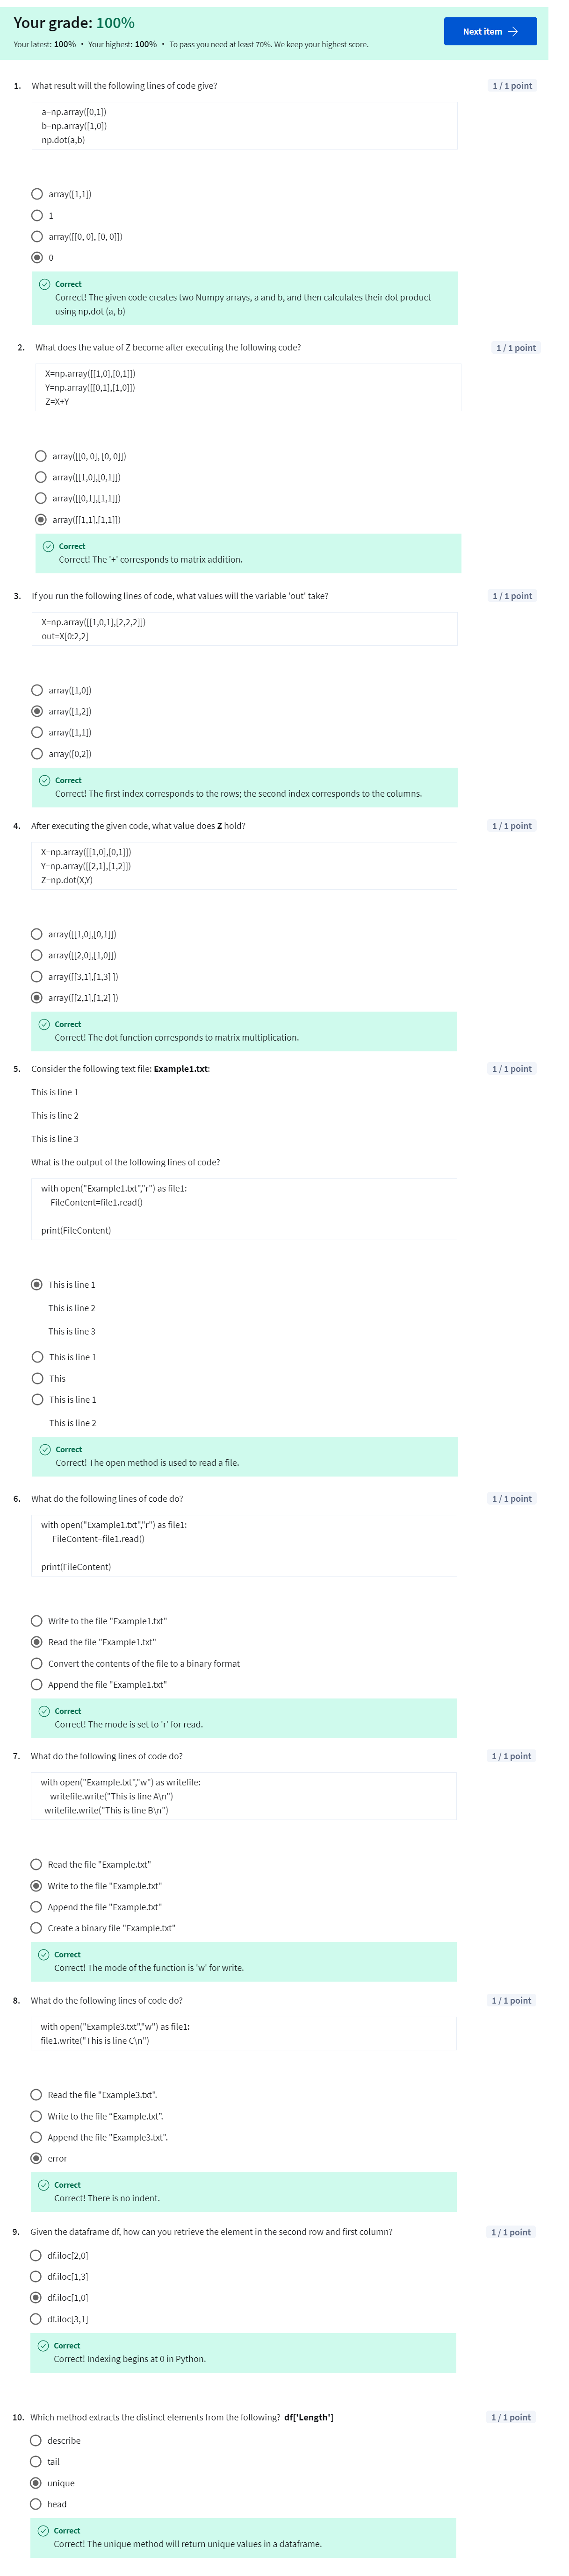 Your grade: 100%
Next item →
Your latest: 100% • Your highest: 100% • To pass you need at least 70%. We keep your highest score.
1. What result will the following lines of code give? 1 / 1 point
a=np.array([0,1])
b=np.array([1,0])
np.dot(a,b)
array([1,1])
1
array([[0, 0], [0, 0]])
0
Correct
Correct! The given code creates two Numpy arrays, a and b, and then calculates their dot product
using np.dot (a, b)
2. What does the value of Z become after executing the following code? 1 / 1 point
X=np.array([[1,0],[0,1]])
Y=np.array([[0,1],[1,0]])
Z=X+Y
array([[0, 0], [0, 0]])
array([[1,0],[0,1]])
array([[0,1],[1,1]])
array([[1,1],[1,1]])
Correct
Correct! The '+' corresponds to matrix addition.
3. If you run the following lines of code, what values will the variable 'out' take? 1 / 1 point
X=np.array([[1,0,1],[2,2,2]])
out=X[0:2,2]
array([1,0])
array([1,2])
array([1,1])
array([0,2])
Correct
Correct! The first index corresponds to the rows; the second index corresponds to the columns.
4. After executing the given code, what value does Z hold? 1 / 1 point
X=np.array([[1,0],[0,1]])
Y=np.array([[2,1],[1,2]])
Z=np.dot(X,Y)
array([[1,0],[0,1]])
array([[2,0],[1,0]])
array([[3,1],[1,3] ])
array([[2,1],[1,2] ])
Correct
Correct! The dot function corresponds to matrix multiplication.
5. Consider the following text file: Example1.txt: 1 / 1 point
This is line 1
This is line 2
This is line 3
What is the output of the following lines of code?
with open("Example1.txt","r") as file1:
FileContent=file1.read()
print(FileContent)
This is line 1
This is line 2
This is line 3
This is line 1
This
This is line 1
This is line 2
Correct
Correct! The open method is used to read a file.
6. What do the following lines of code do? 1 / 1 point
with open("Example1.txt","r") as file1:
FileContent=file1.read()
print(FileContent)
Write to the file "Example1.txt"
Read the file "Example1.txt"
Convert the contents of the file to a binary format
Append the file "Example1.txt"
Correct
Correct! The mode is set to 'r' for read.
7. What do the following lines of code do? 1 / 1 point
with open("Example.txt","w") as writefile:
writefile.write("This is line A\n")
writefile.write("This is line B\n")
Read the file "Example.txt"
Write to the file "Example.txt"
Append the file "Example.txt"
Create a binary file "Example.txt"
Correct
Correct! The mode of the function is 'w' for write.
8. What do the following lines of code do? 1 / 1 point
with open("Example3.txt","w") as file1:
file1.write("This is line C\n")
Read the file "Example3.txt".
Write to the file “Example.txt”.
Append the file "Example3.txt".
error
Correct
Correct! There is no indent.
9. Given the dataframe df, how can you retrieve the element in the second row and first column? 1 / 1 point
df.iloc[2,0]
df.iloc[1,3]
df.iloc[1,0]
df.iloc[3,1]
Correct
Correct! Indexing begins at 0 in Python.
10. Which method extracts the distinct elements from the following? df['Length'] 1 / 1 point
describe
tail
unique
head
Correct
Correct! The unique method will return unique values in a dataframe.